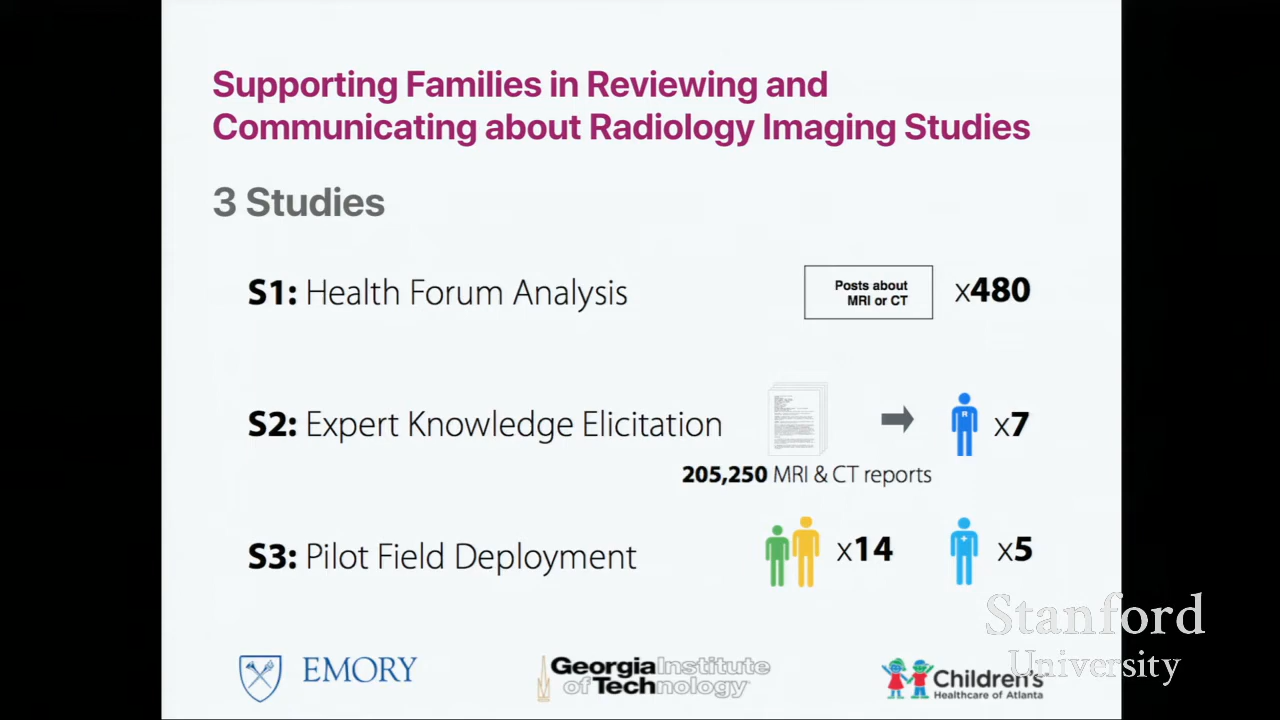 Supporting Families in Reviewing and
Communicating about Radiology Imaging Studies
3 Studies
S1: Health Forum Analysis
Posts about
MRI or CT
x480
S2: Expert Knowledge Elicitation
R
x7
205,250 MRI & CT reports
S3: Pilot Field Deployment
x14
x5
Stanford
University
EMORY
Georgia Institute
of Technology
Children's
Healthcare of Atlanta